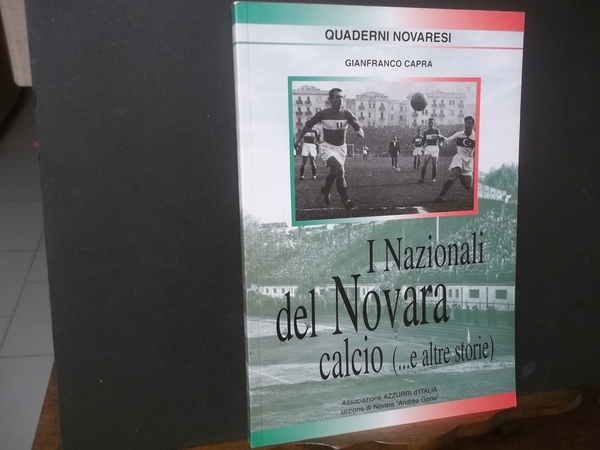 QUADERNI NOVARESI
GIANFRANCO CAPRA
I Nazionali
del Novara
calcio (...e altre storie)
Associazione AZZURRI d'ITALIA
sezione di Novara "Andrea Gorla"